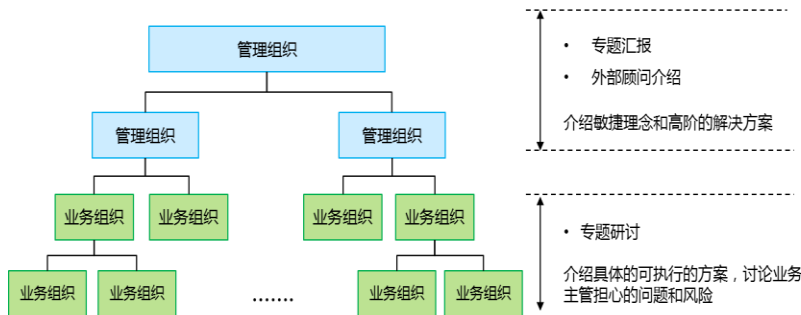 管理组织
• 专题汇报
• 外部顾问介绍
管理组织 管理组织
介绍敏捷理念和高阶的解决方案
业务组织 业务组织 业务组织 业务组织
• 专题研讨
业务组织 业务组织 ....... 业务组织 业务组织
介绍具体的可执行的方案，讨论业务
主管担心的问题和风险